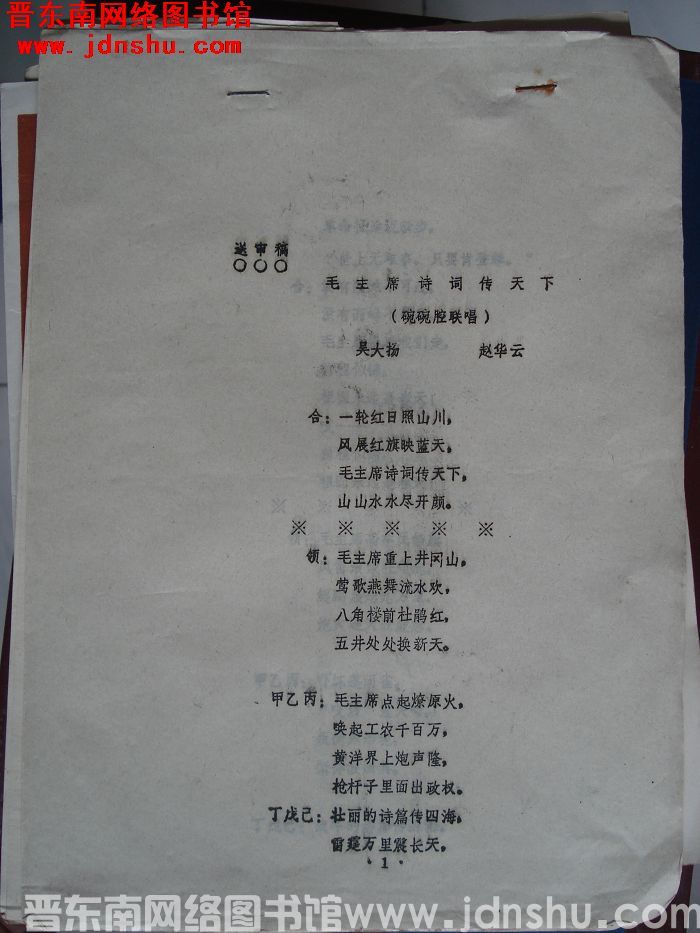 晋东南网络图书馆
www.jdnshu.com
送审稿
○○○
毛主席诗词传天下
（碗碗腔联唱）
吴大扬 赵华云
合：一轮红日照山川，
风展红旗映蓝天。
毛主席诗词传天下，
山山水水尽开颜。
※ ※ ※ ※ ※
领：毛主席重上井冈山，
莺歌燕舞流水欢，
八角楼前杜鹃红，
五井处处换新天。
甲乙丙：毛主席点起燎原火，
唤起工农千百万，
黄洋界上炮声隆，
枪杆子里面出政权。
丁戊己：壮丽的诗篇传四海，
雷霆万里震长天。
·1·
晋东南网络图书馆www.jdnshu.com